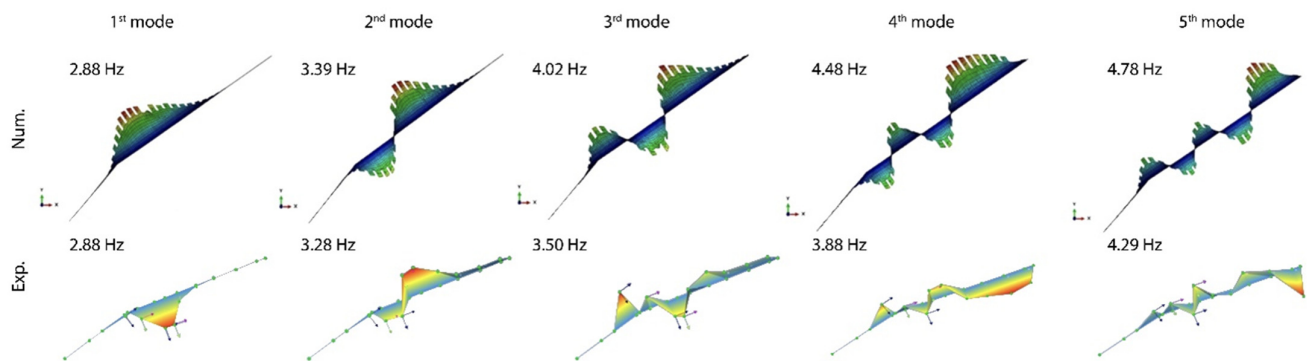 1st mode 2nd mode 3rd mode 4th mode 5th mode
Num.
2.88 Hz 3.39 Hz 4.02 Hz 4.48 Hz 4.78 Hz
Y X Y X Y X Y X Y X
Exp.
2.88 Hz 3.28 Hz 3.50 Hz 3.88 Hz 4.29 Hz